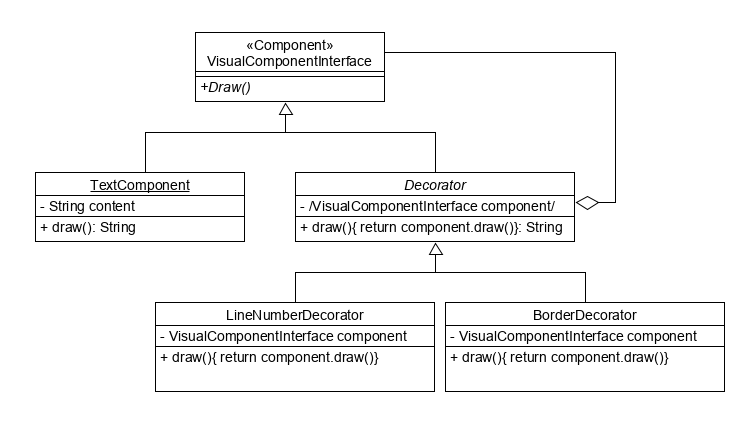 «Component»
VisualComponentInterface
+Draw()
TextComponent
- String content
+ draw(): String
Decorator
- /VisualComponentInterface component/
+ draw(){ return component.draw()}: String
LineNumberDecorator
- VisualComponentInterface component
+ draw(){ return component.draw()}
BorderDecorator
- VisualComponentInterface component
+ draw(){ return component.draw()}